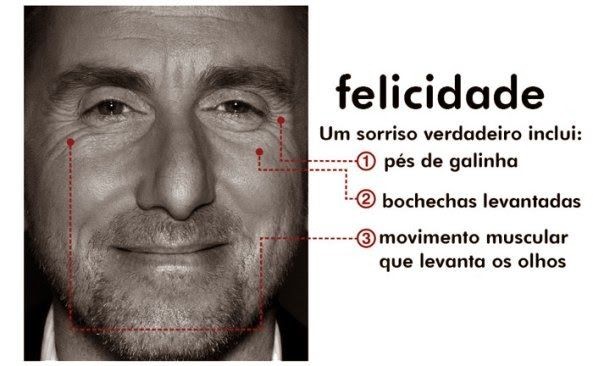 felicidade
Um sorriso verdadeiro inclui:
1 pés de galinha
2 bochechas levantadas
3 movimento muscular
que levanta os olhos